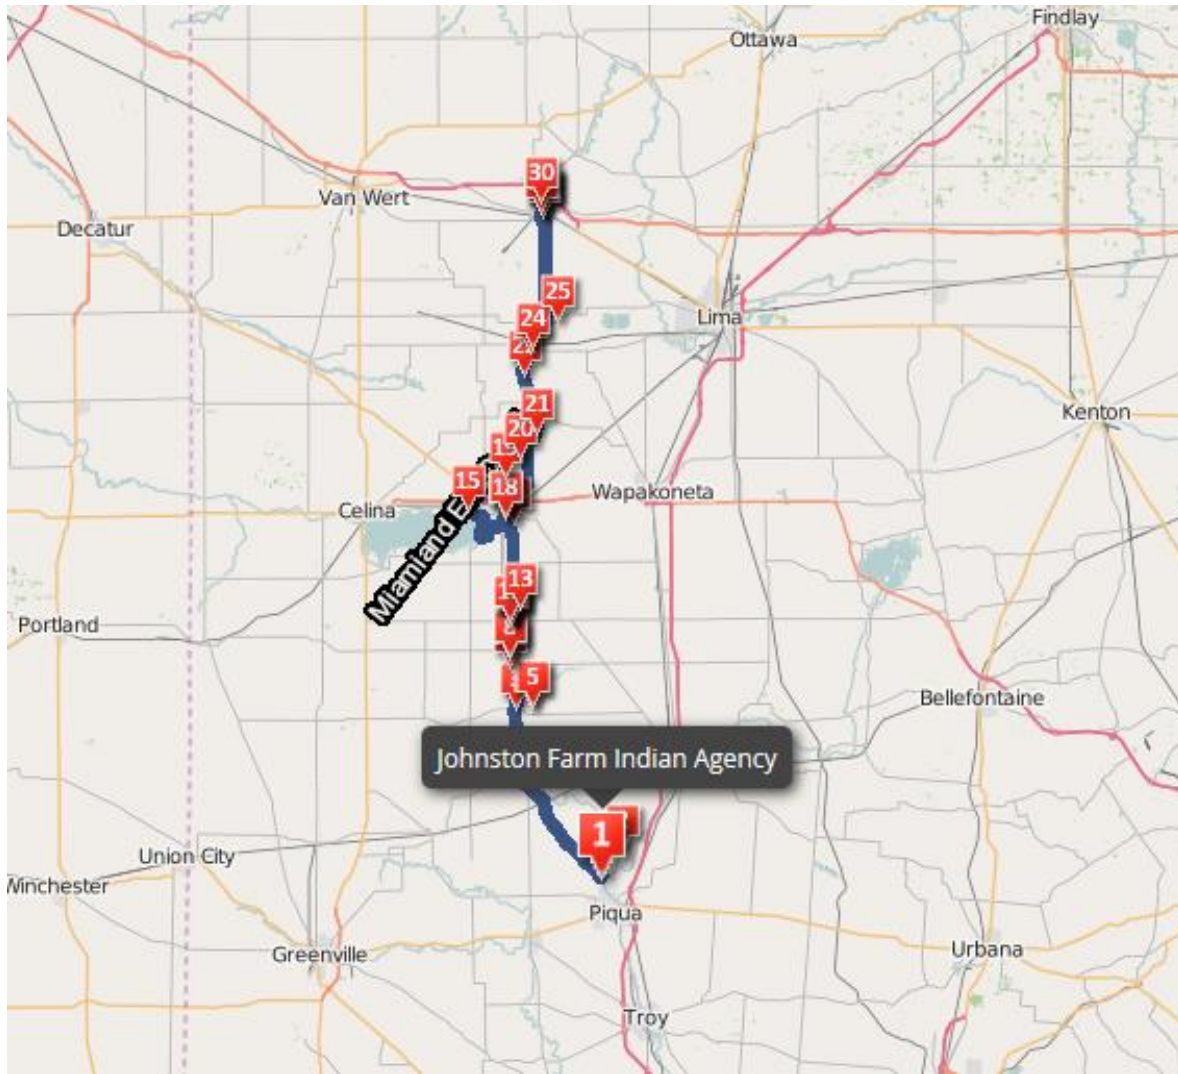 Findlay
Ottawa
30
Van Wert
Decatur
25
24
Lima
21
20
Kenton
15
18
Wapakoneta
Celina
13
Portland
5
Bellefontaine
Johnston Farm Indian Agency
1
Union City
Winchester
Piqua
Greenville
Urbana
Troy